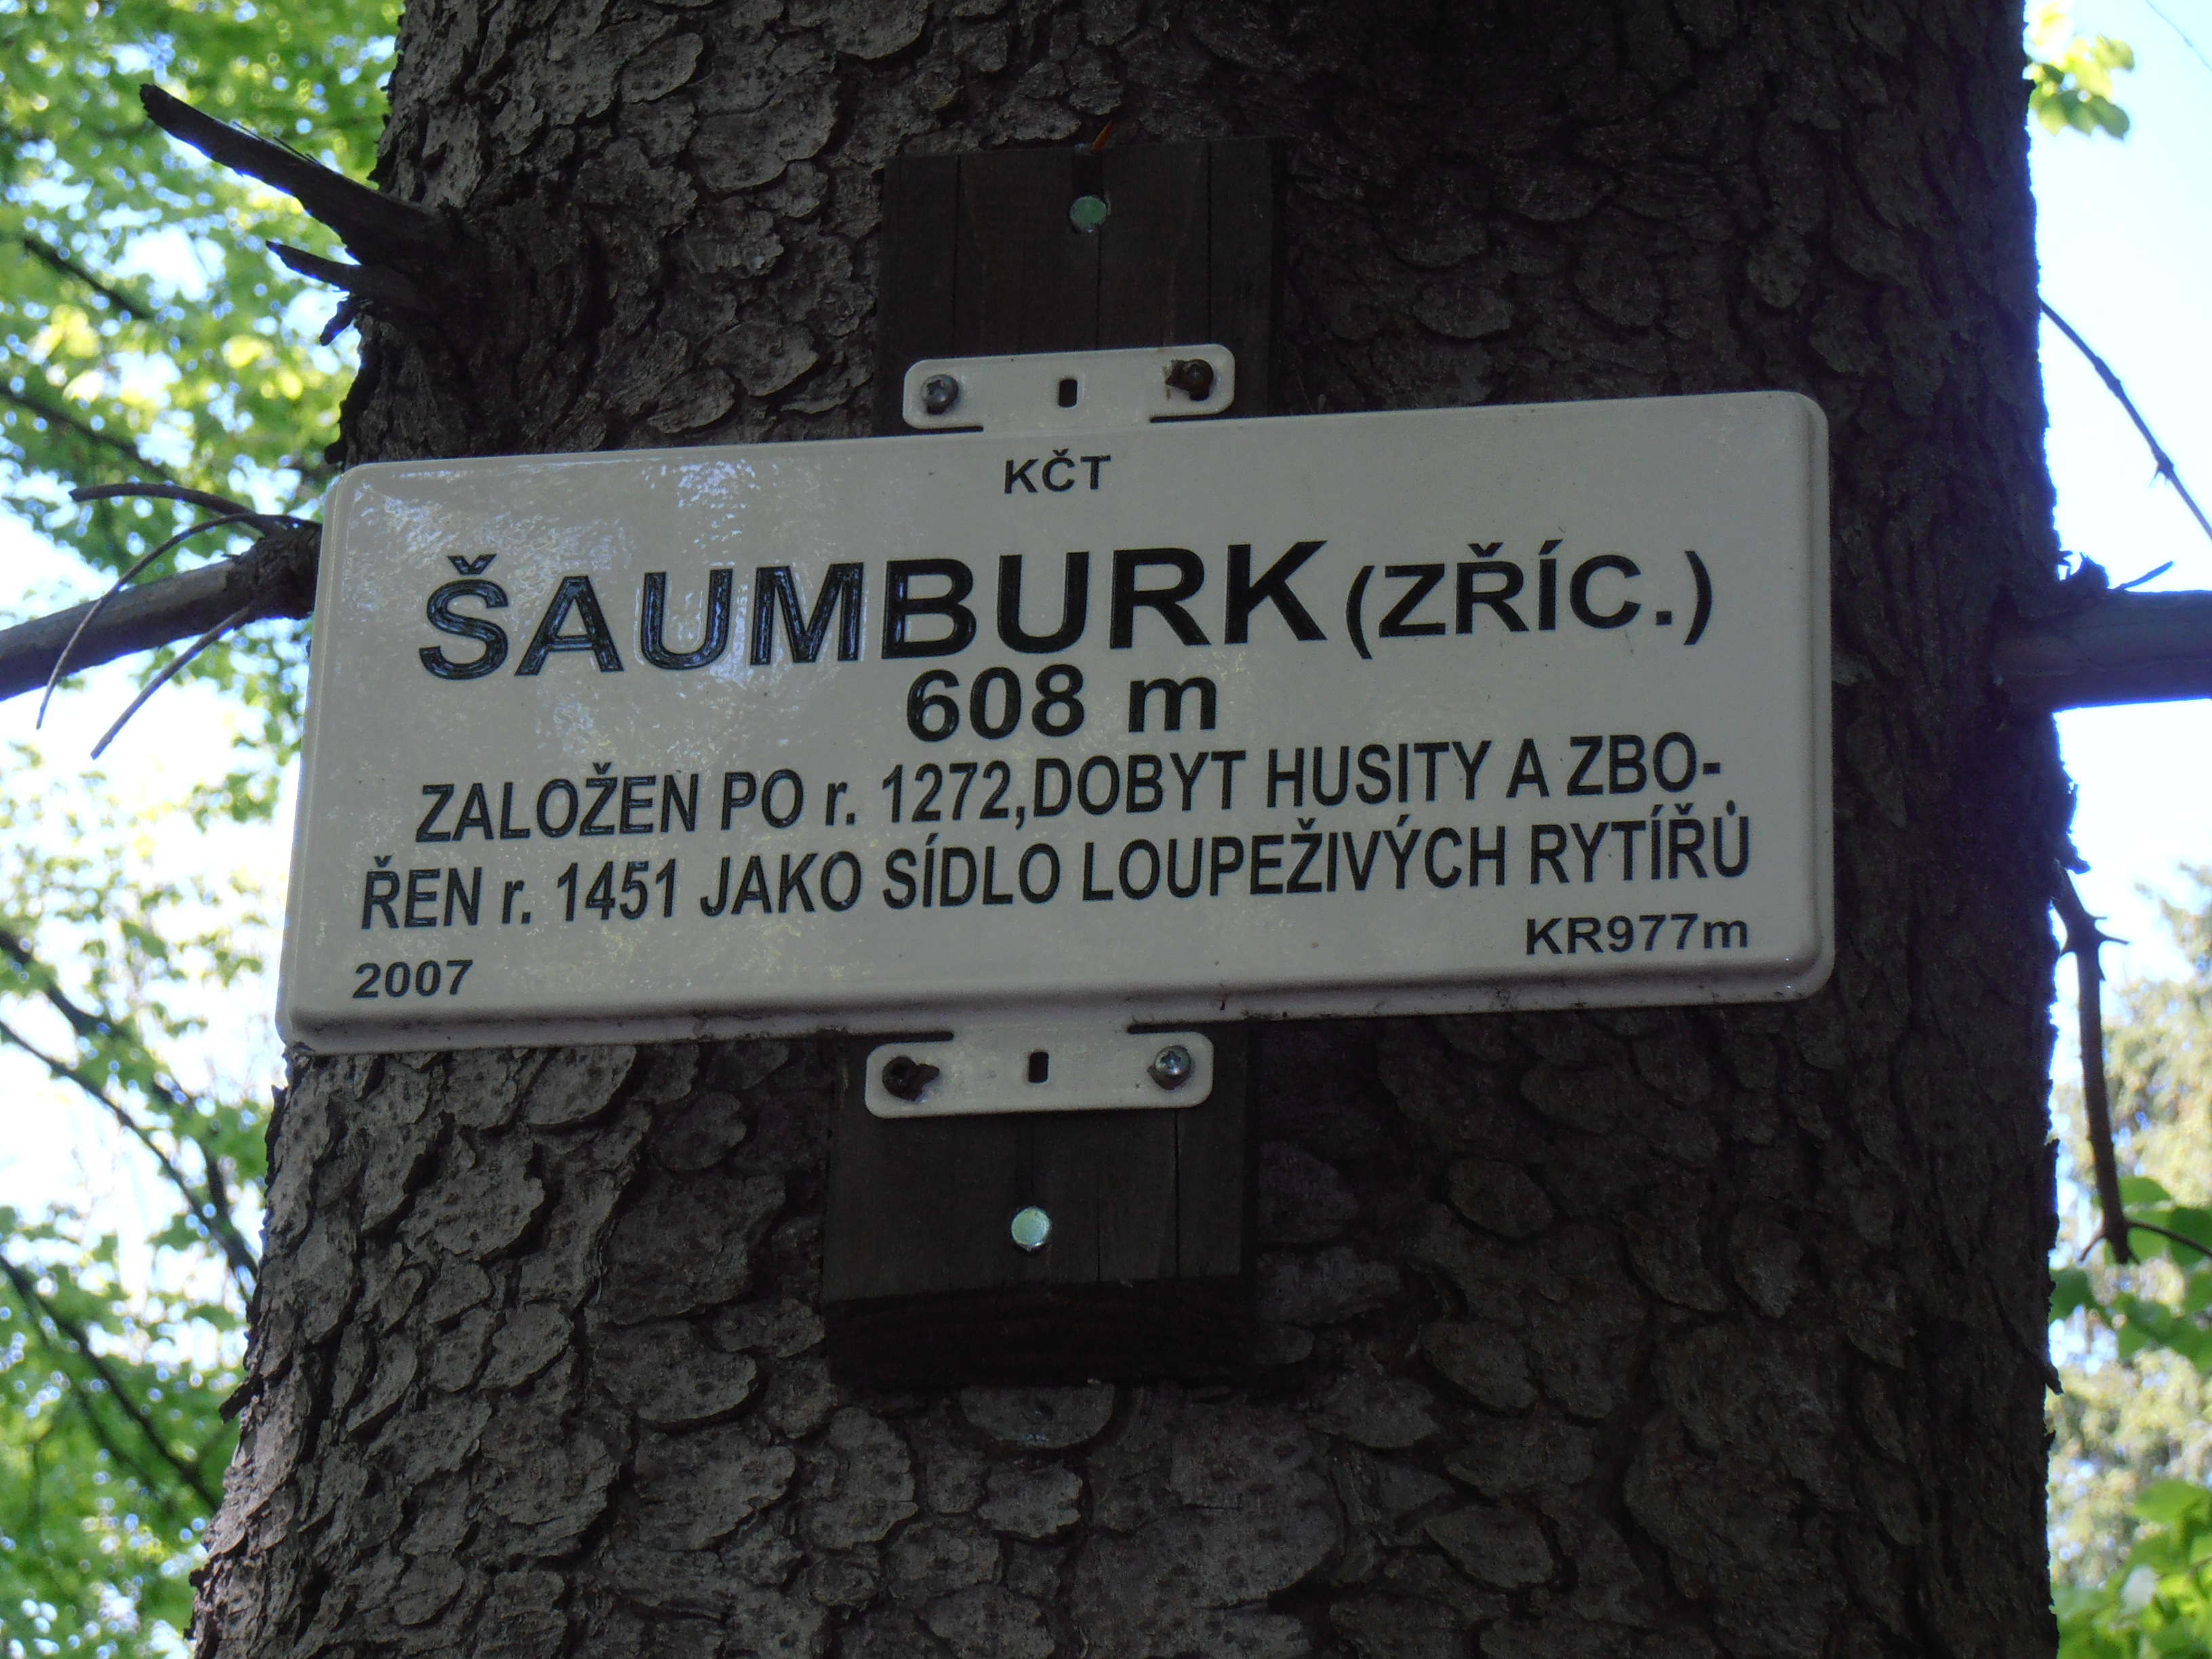 KČT
ŠAUMBURK (ZŘÍC.)
608 m
ZALOŽEN PO r. 1272, DOBYT HUSITY A ZBO-
ŘEN r. 1451 JAKO SÍDLO LOUPEŽIVÝCH RYTÍŘŮ
KR977m
2007